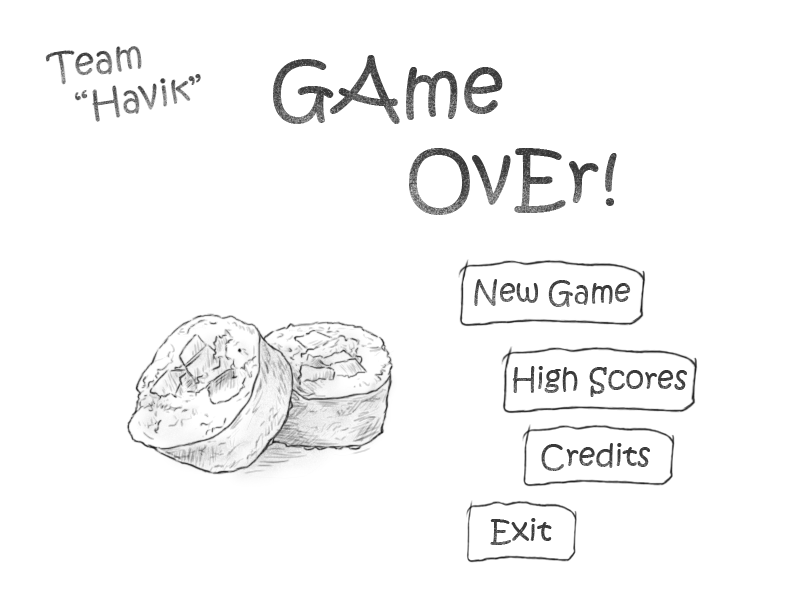 Team
“Havik”
GAme
OvEr!
New Game
High Scores
Credits
Exit